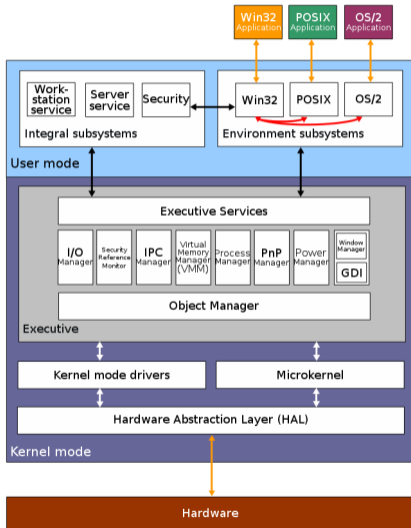 Win32
Application
POSIX
Application
OS/2
Application
Work-
station
service
Server
service
Security
Integral subsystems
Win32
POSIX
OS/2
Environment subsystems
User mode
Executive Services
I/O
Manager
Security
Reference
Monitor
IPC
Manager
Virtual
Memory
Manager
(VMM)
Process
Manager
PnP
Manager
Power
Manager
Window
Manager
GDI
Object Manager
Executive
Kernel mode drivers
Microkernel
Hardware Abstraction Layer (HAL)
Kernel mode
Hardware